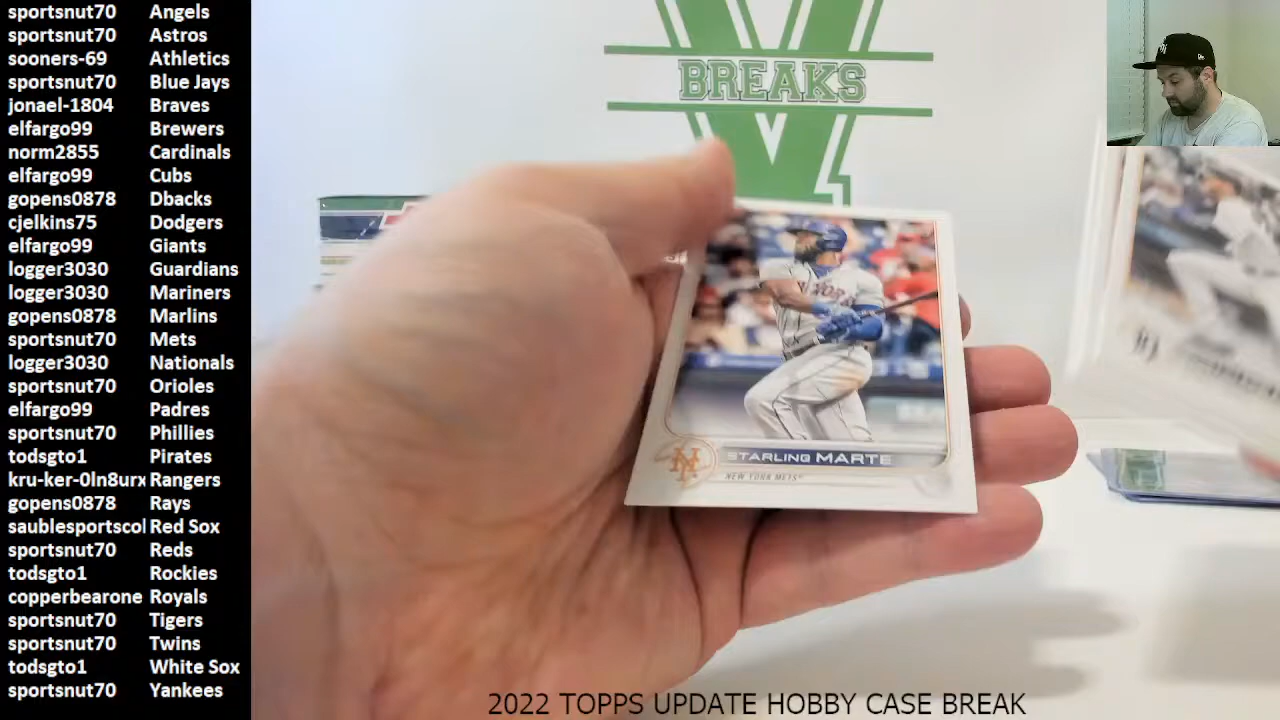 sportsnut70 Angels
sportsnut70 Astros
sooners-69 Athletics
sportsnut70 Blue Jays
jonael-1804 Braves
elfargo99 Brewers
norm2855 Cardinals
elfargo99 Cubs
gopens0878 Dbacks
cjelkins75 Dodgers
elfargo99 Giants
logger3030 Guardians
logger3030 Mariners
gopens0878 Marlins
sportsnut70 Mets
logger3030 Nationals
sportsnut70 Orioles
elfargo99 Padres
sportsnut70 Phillies
todsgto1 Pirates
kru-ker-0ln8urx Rangers
gopens0878 Rays
saublesportscol Red Sox
sportsnut70 Reds
todsgto1 Rockies
copperbearone Royals
sportsnut70 Tigers
sportsnut70 Twins
todsgto1 White Sox
sportsnut70 Yankees
V
BREAKS
YORK
NY STARLING MARTE
NEW YORK METS
2022 TOPPS UPDATE HOBBY CASE BREAK